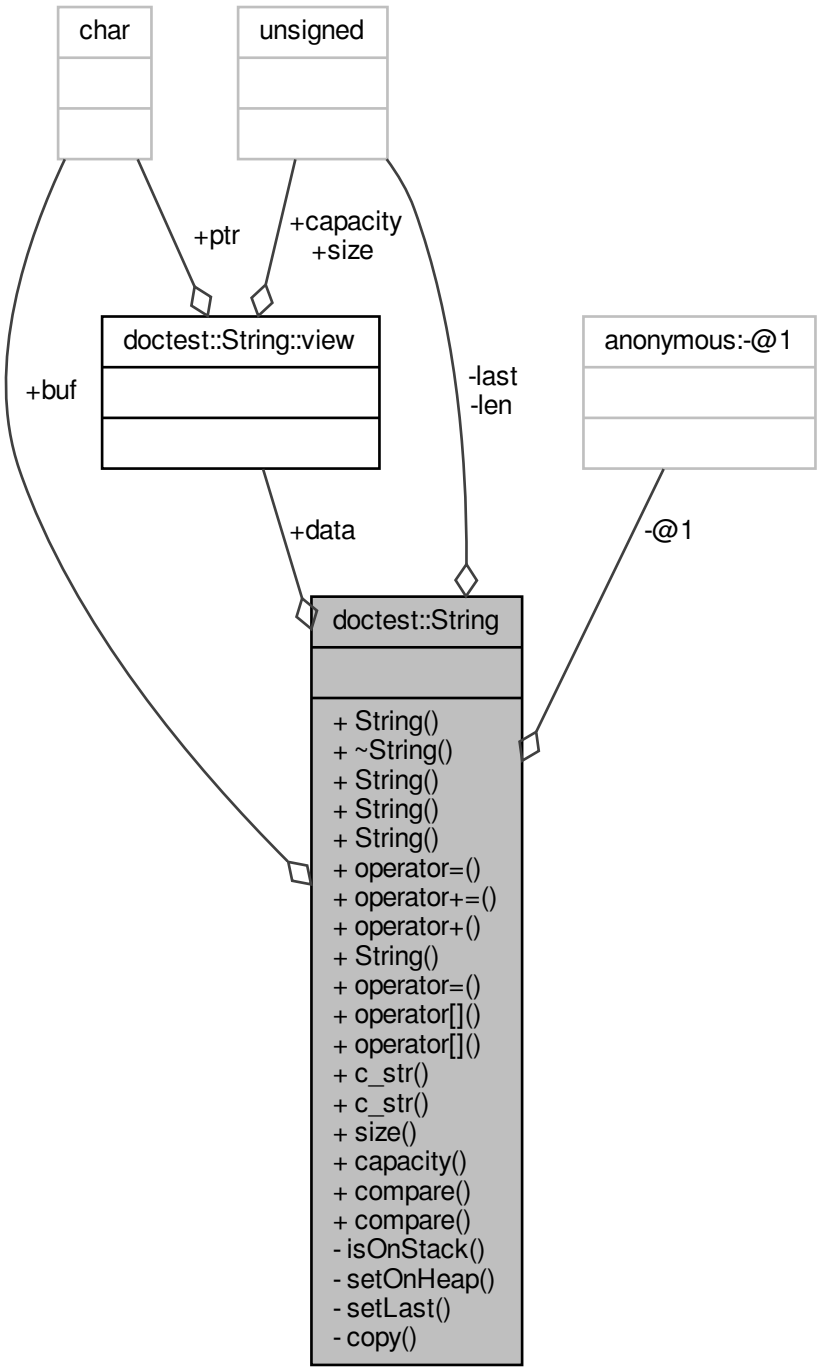 char
unsigned
+ptr
+capacity
+size
doctest::String::view
anonymous:-@1
+buf
-last
-len
+data
-@1
doctest::String
+ String()
+ ~String()
+ String()
+ String()
+ String()
+ operator=()
+ operator+=()
+ operator+()
+ String()
+ operator=()
+ operator[]()
+ operator[]()
+ c_str()
+ c_str()
+ size()
+ capacity()
+ compare()
+ compare()
- isOnStack()
- setOnHeap()
- setLast()
- copy()